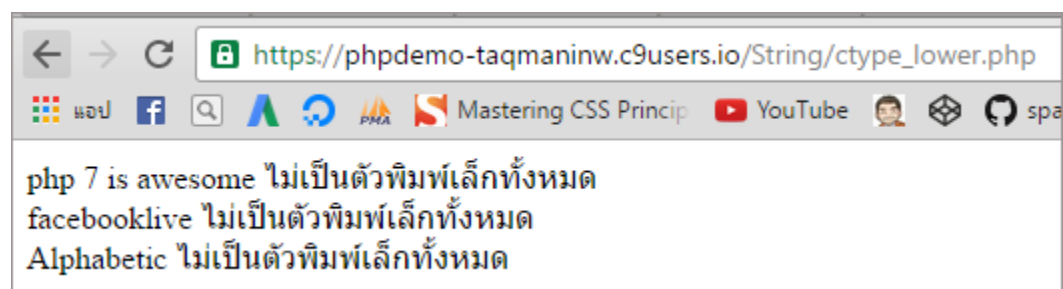 https://phpdemo-taqmaninw.c9users.io/String/ctype_lower.php
แอป PMA Mastering CSS Princip YouTube spa
php 7 is awesome ไม่เป็นตัวพิมพ์เล็กทั้งหมด
facebooklive ไม่เป็นตัวพิมพ์เล็กทั้งหมด
Alphabetic ไม่เป็นตัวพิมพ์เล็กทั้งหมด